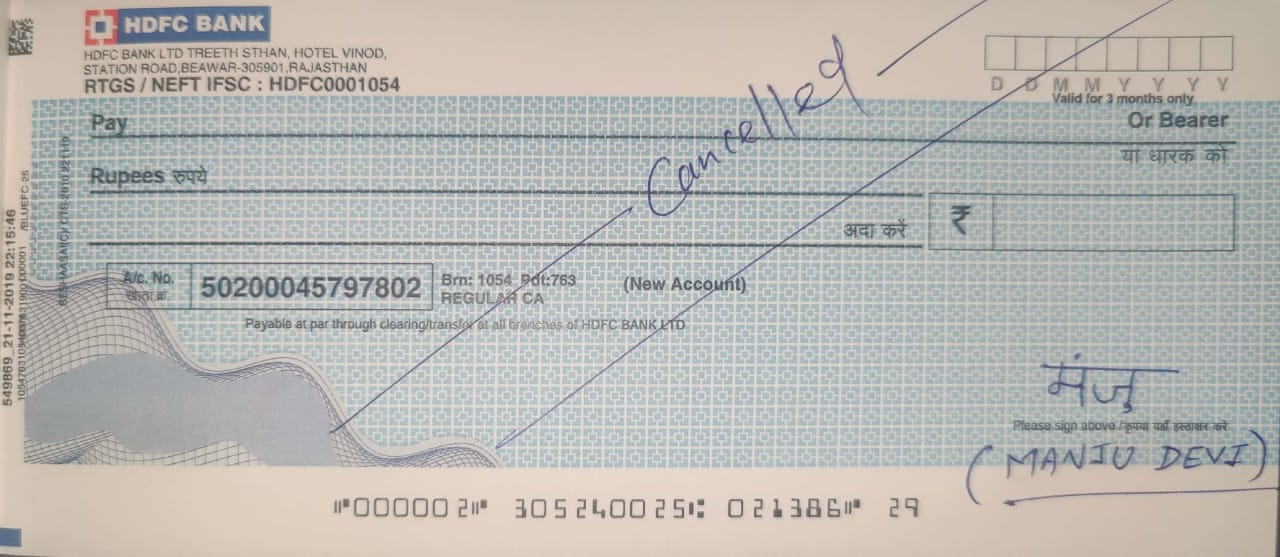 HDFC BANK
HDFC BANK LTD TREETH STHAN, HOTEL VINOD,
STATION ROAD,BEAWAR-305901,RAJASTHAN
RTGS / NEFT IFSC : HDFC0001054
Cancelled
D D M M Y Y Y Y
Valid for 3 months only
Pay
Or Bearer
या धारक को
Rupees रुपये
अदा करें
₹
A/c. No.
खाता क्र.
50200045797802
Brn: 1054 Pdt:763
REGULAR CA
(New Account)
Payable at par through clearing/transfer at all branches of HDFC BANK LTD
मंजु
Please sign above / कृपया यहाँ हस्ताक्षर करें
(MANJU DEVI)
⑈000002⑈ 305240025⑆ 021386⑈ 29
549869 21-11-2019 22:15:46
/BLUEFC-25